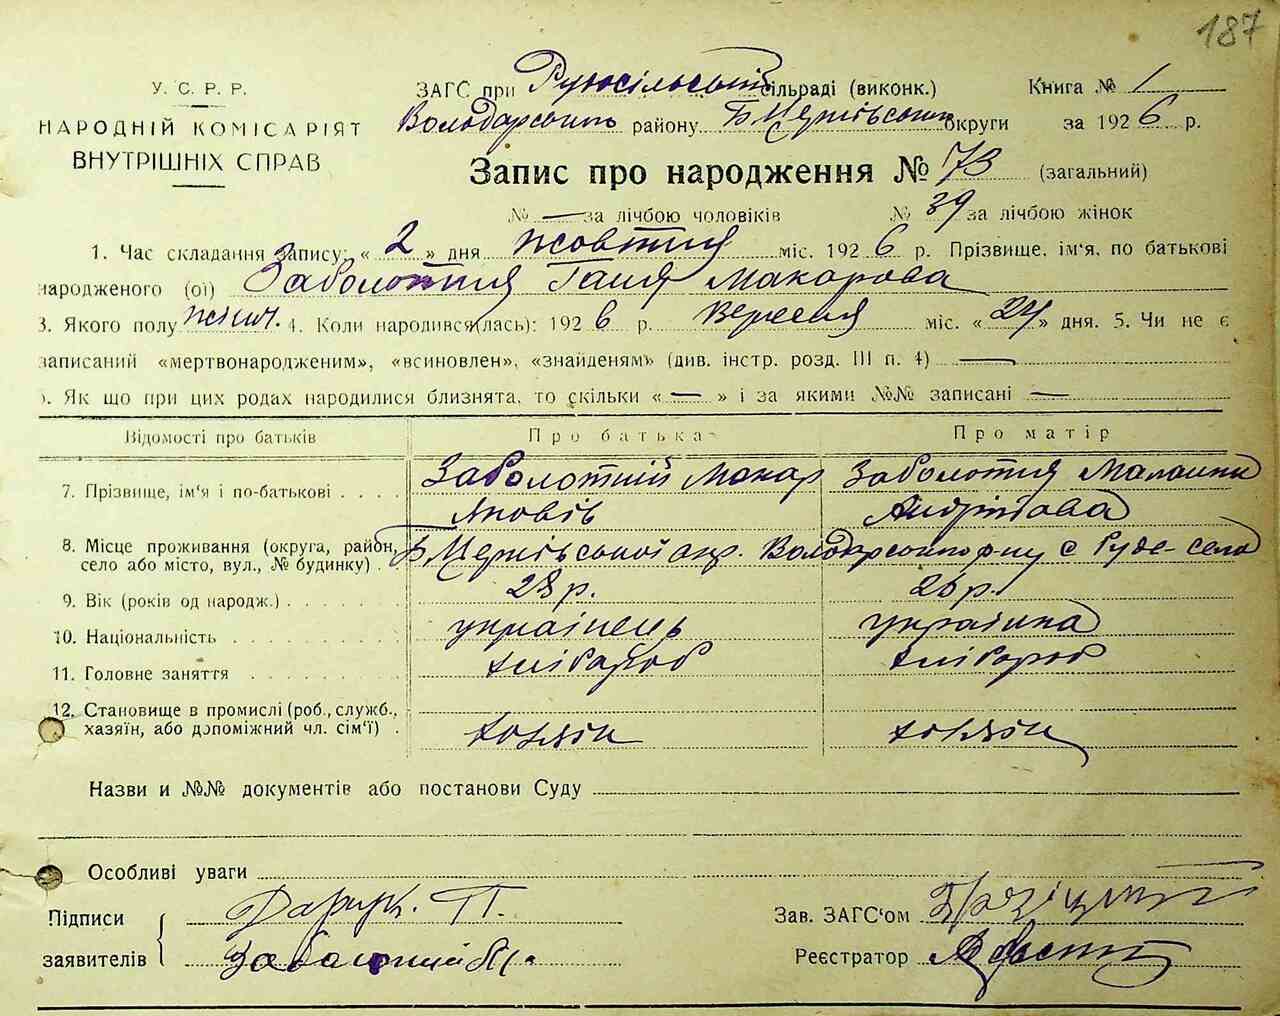 187
У. С. Р. Р.
НАРОДНІЙ КОМІСАРІЯТ
ВНУТРІШНІХ СПРАВ
ЗАГС при Рудосільській сільраді (виконк.)
Книга № 1
Володарського району Б.Церківської округи за 1926 р.
Запис про народження № 73 (загальний)
№ — за лічбою чоловіків № 39 за лічбою жінок
1. Час складання запису: « 2 » дня жовтня міс. 1926 р. Прізвище, ім'я, по батькові
народженого (ої) Заболотня Ганя Макарова
3. Якого полу жіноч. 4. Коли народився(лась): 1926 р. Вересня міс. «24» дня. 5. Чи не є
записаний «мертвонародженим», «всиновлен», «знайденям» (див. інстр. розд. III п. 4) —
. Як що при цих родах народилися близнята, то скільки « — » і за якими №№ записані —
Відомості про батьків
Про батька
Про матір
7. Прізвище, ім'я і по-батькові
Заболотній Макар
Яковів
Заболотня Маланка
Андріїова
8. Місце проживання (округа, район,
село або місто, вул., № будинку)
Б.Церківської окр. Володарського р-ну с Руде-село
9. Вік (років од народж.) 28 р. 26 р.
10. Національність українець українка
11. Головне заняття хлібороб хлібороб
12. Становище в промислі (роб., служб.,
хазяїн, або допоміжний чл. сім'ї)
хозяін хозяін
Назви и №№ документів або постанови Суду
Особливі уваги
Підписи
заявителів
П.
Заболотний
Зав. ЗАГС'ом
Реєстратор